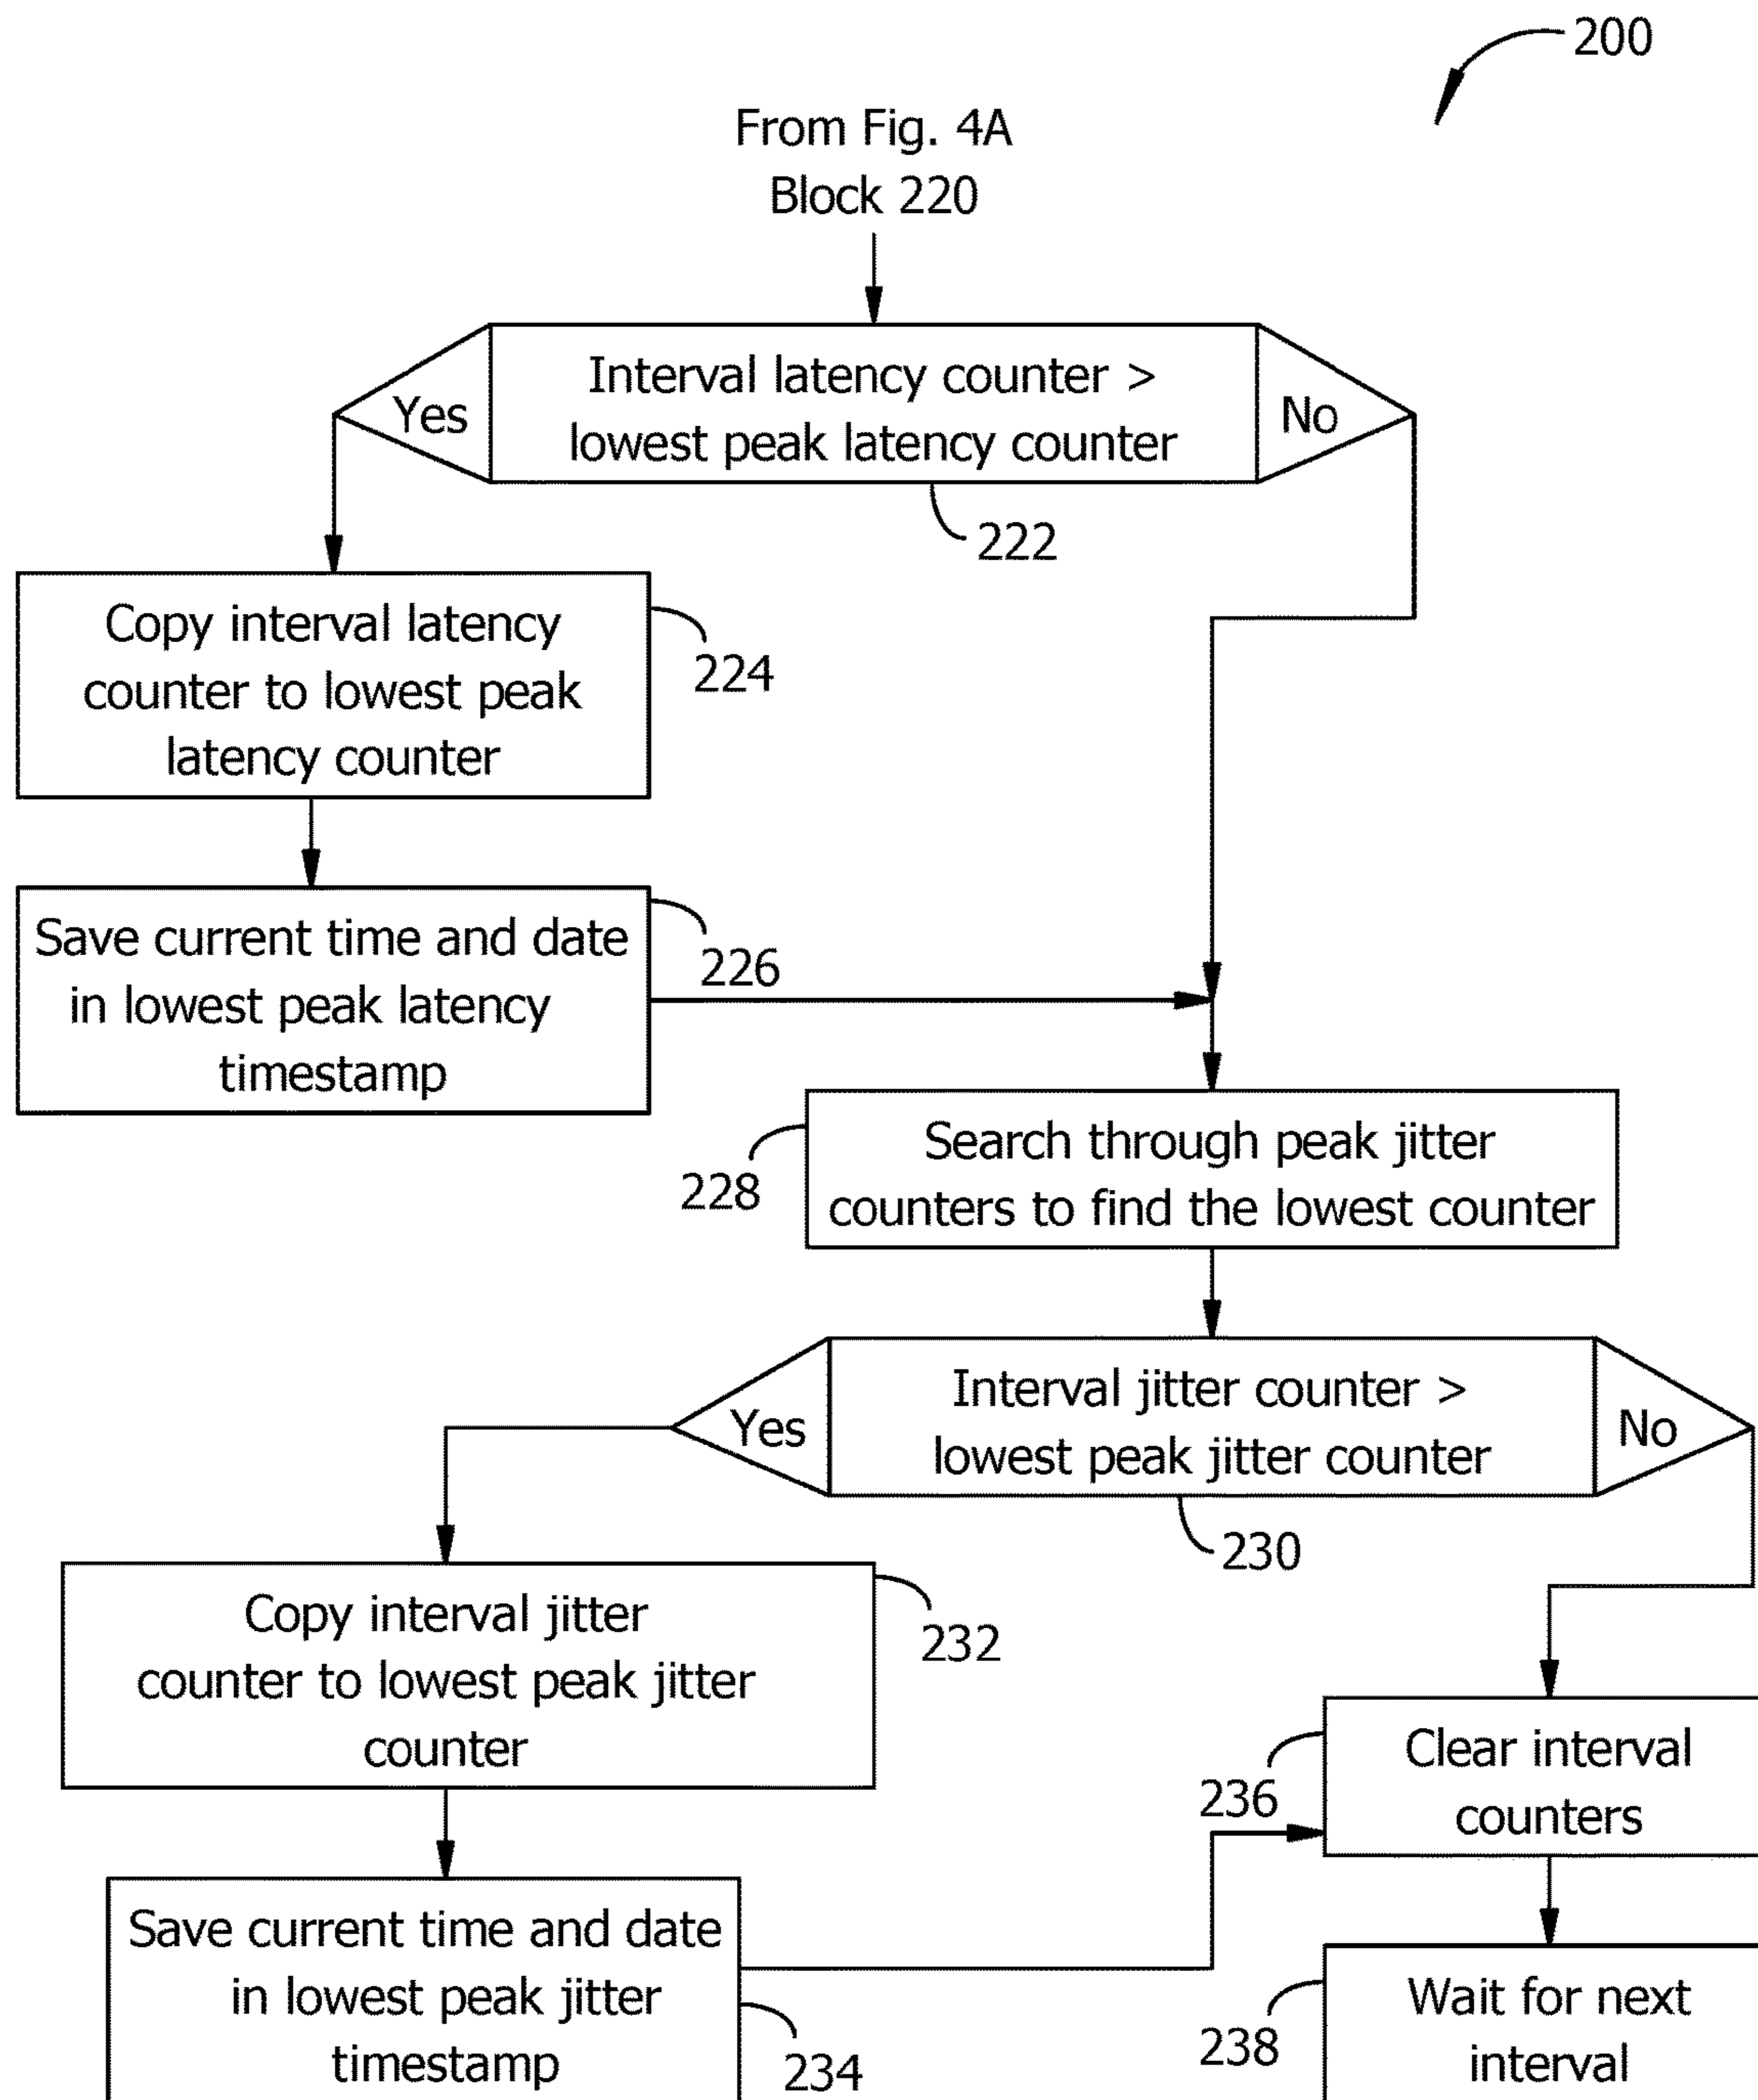 200
From Fig. 4A
Block 220
Interval latency counter >
lowest peak latency counter
Yes
No
222
Copy interval latency
counter to lowest peak
latency counter
224
Save current time and date
in lowest peak latency
timestamp
226
Search through peak jitter
counters to find the lowest counter
228
Interval jitter counter >
lowest peak jitter counter
Yes
No
230
Copy interval jitter
counter to lowest peak jitter
counter
232
Clear interval
counters
236
Save current time and date
in lowest peak jitter
timestamp
234
Wait for next
interval
238